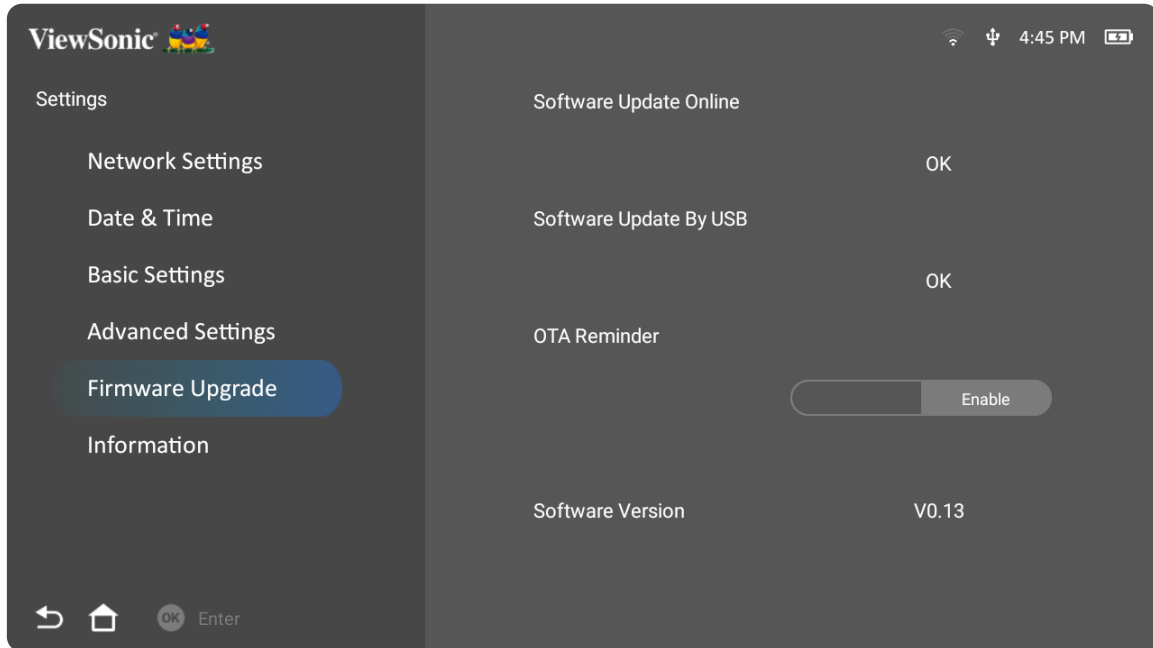 ViewSonic®
4:45 PM
Settings
Network Settings
Date & Time
Basic Settings
Advanced Settings
Firmware Upgrade
Information
Software Update Online
OK
Software Update By USB
OK
OTA Reminder
Enable
Software Version V0.13
OK Enter